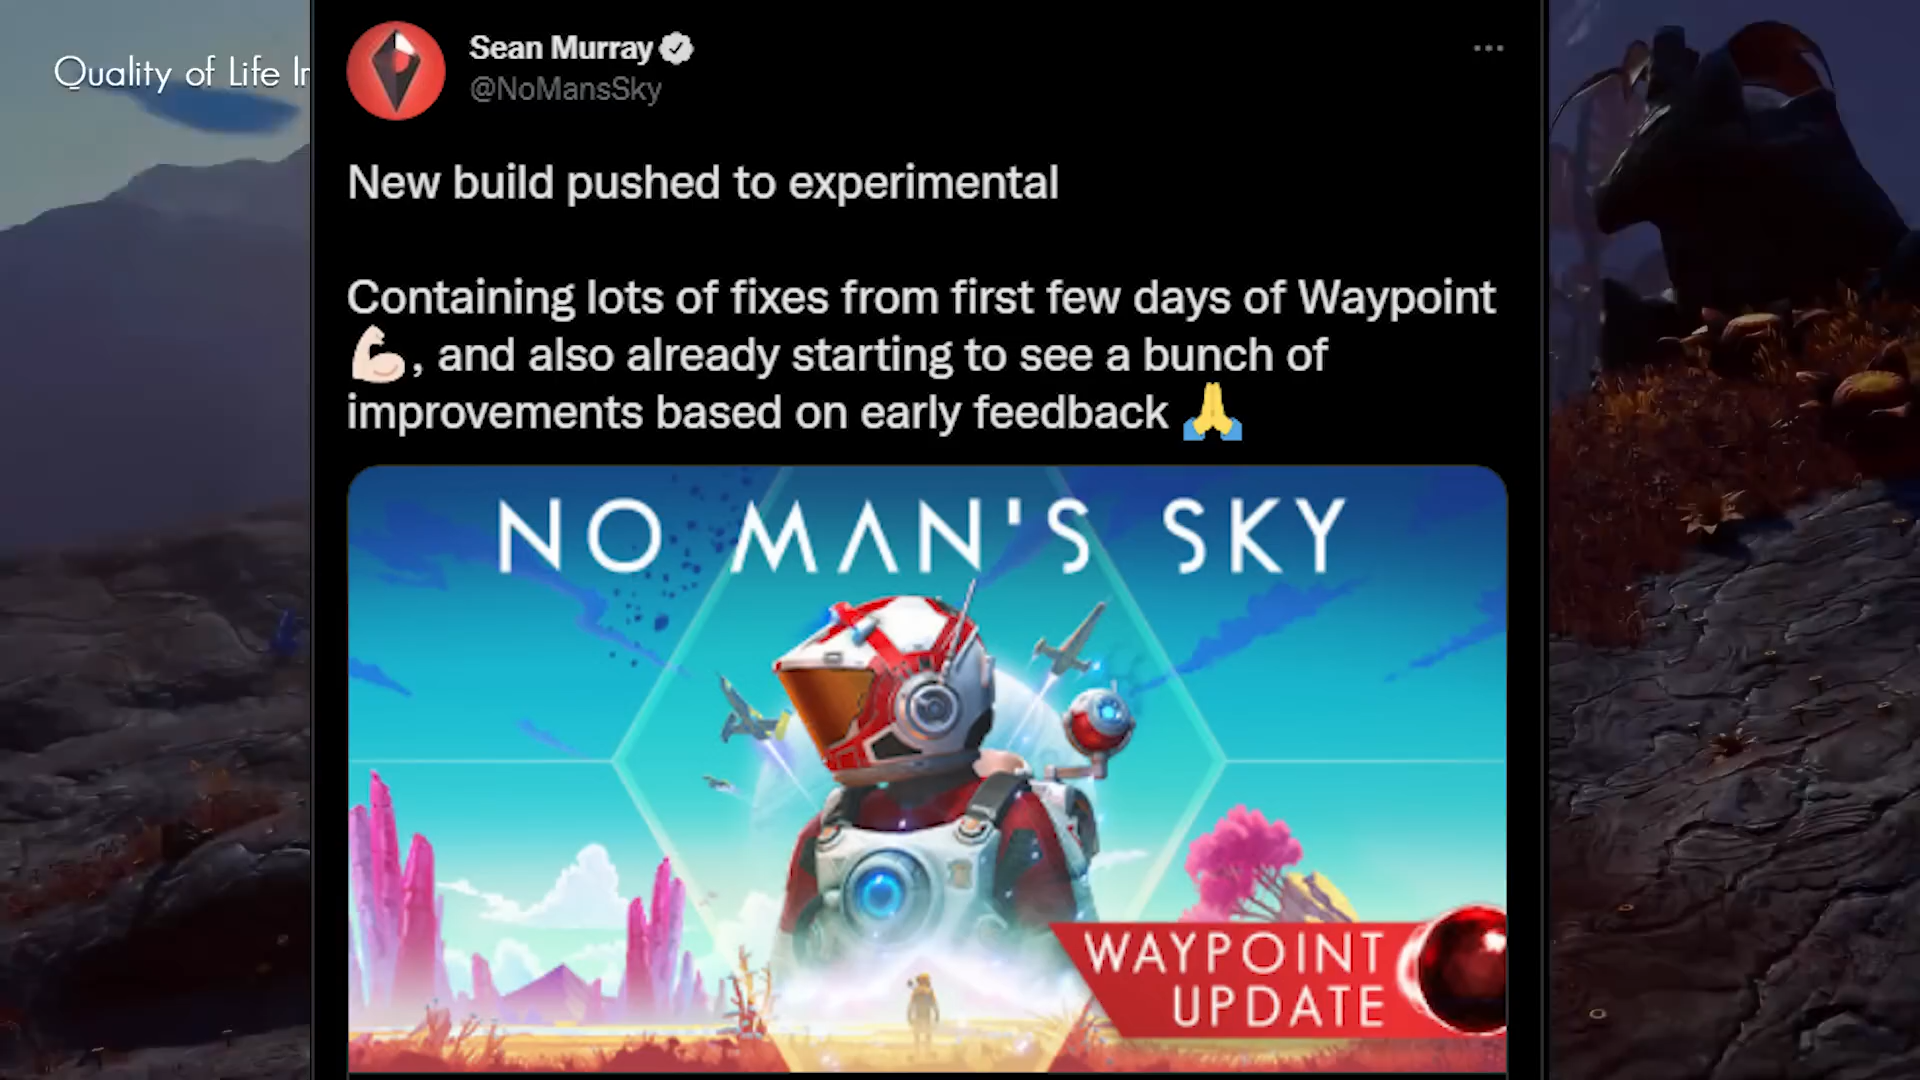 Quality of Life
Sean Murray
@NoMansSky
New build pushed to experimental
Containing lots of fixes from first few days of Waypoint
💪🏻, and also already starting to see a bunch of
improvements based on early feedback 🙏
NO MAN'S SKY
WAYPOINT
UPDATE